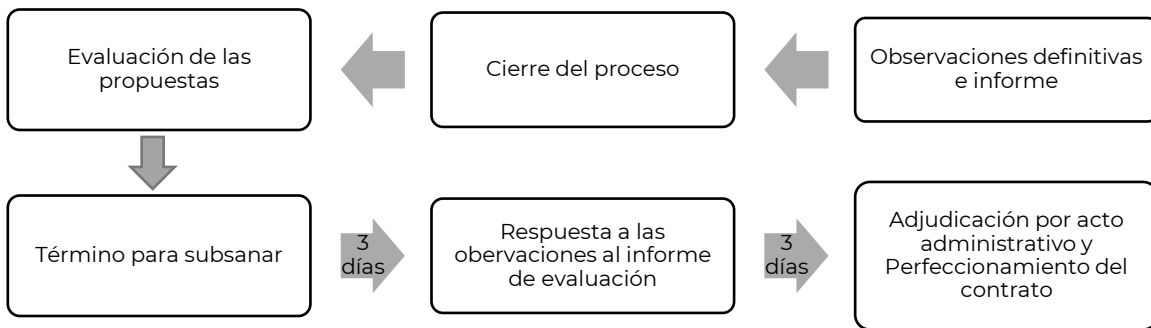 Evaluación de las
propuestas
Cierre del proceso
Observaciones definitivas
e informe
Término para subsanar
3
días
Respuesta a las
obervaciones al informe
de evaluación
3
días
Adjudicación por acto
administrativo y
Perfeccionamiento del
contrato